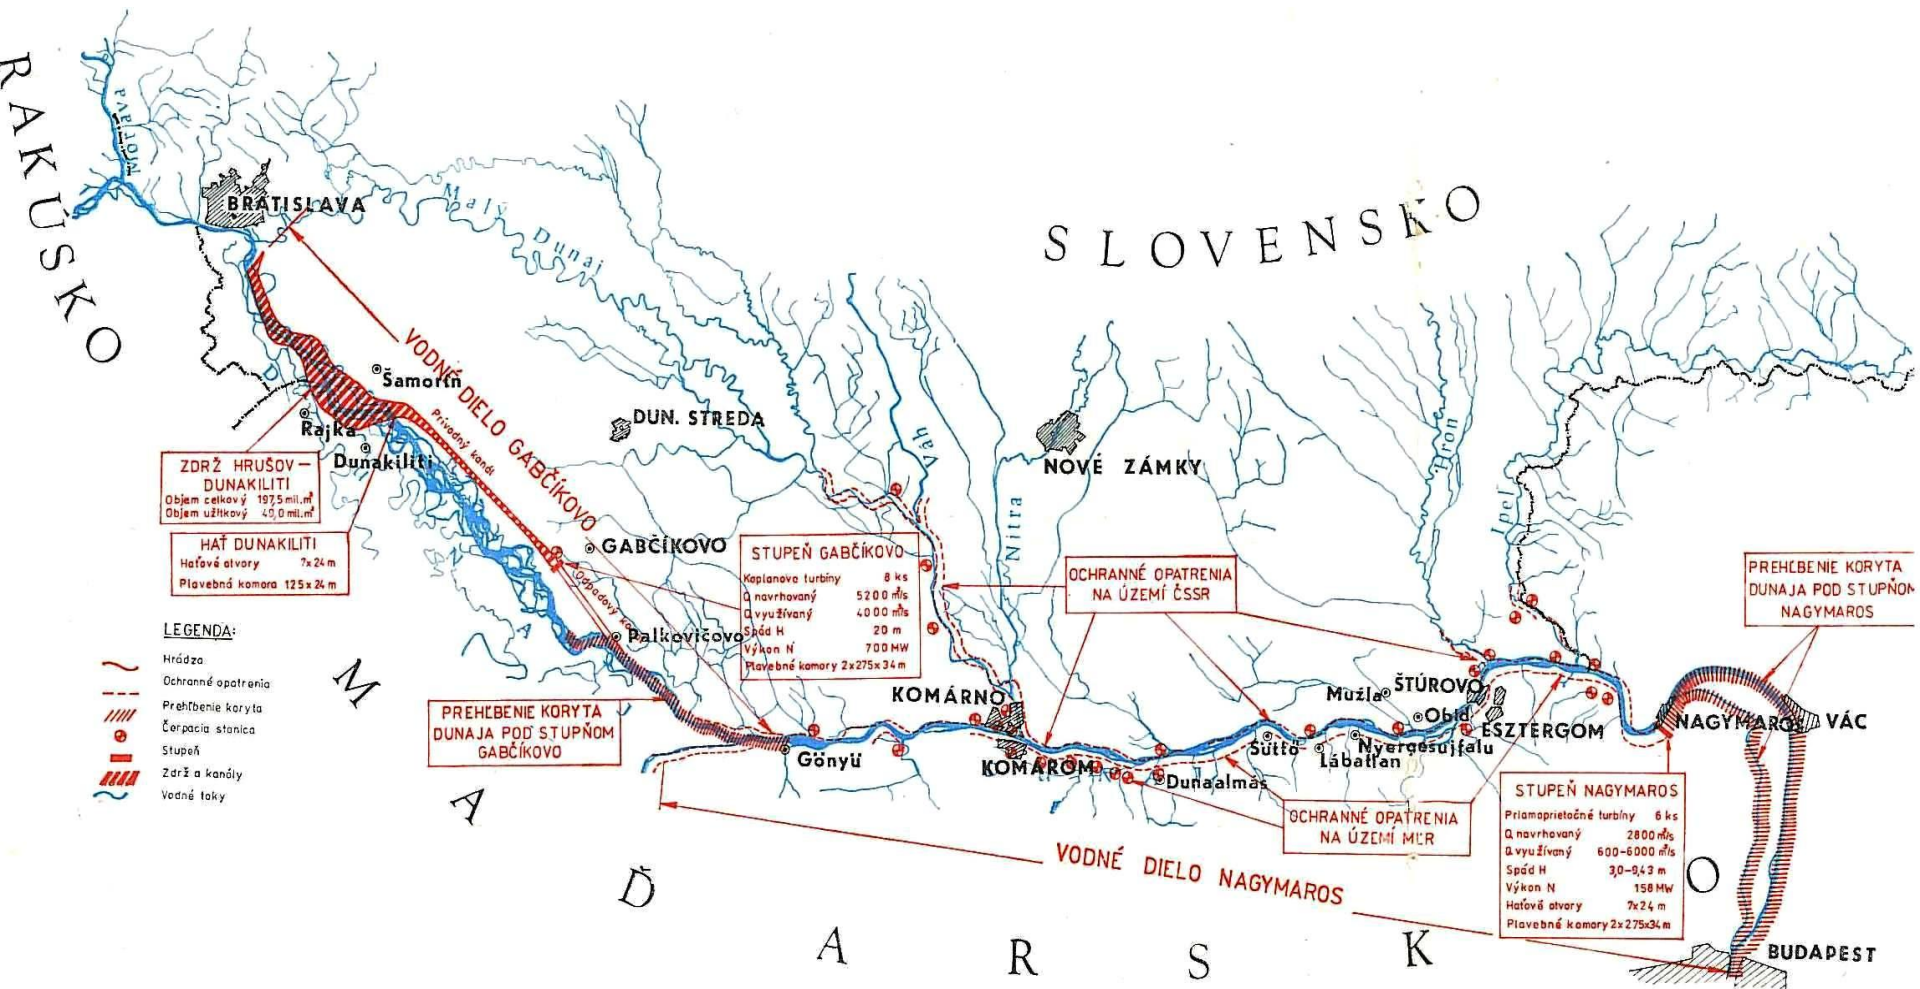 RAKÚSKO
SLOVENSKO
MAĎARSKO
Morava
BRATISLAVA
Malý Dunaj
Šamorín
Rajka
Dunakiliti
VODNÉ DIELO GABČÍKOVO
Prívodný kanál
DUN. STREDA
Váh
Nitra
NOVÉ ZÁMKY
Hron
Ipeľ
ZDRŽ HRUŠOV —
DUNAKILITI
Objem celkový 197,5 mil.m³
Objem užitkový 49,0 mil.m³
HAŤ DUNAKILITI
Haťové otvory 7x24 m
Plavebná komora 125x24 m
GABČÍKOVO
Odpadový
Palkovičovo
STUPEŇ GABČÍKOVO
Kaplanove turbíny 8 ks
Q navrhovaný 5200 m³/s
Q využívaný 4000 m³/s
Spád H 20 m
Výkon N 700 MW
Plavebné komory 2x275x34 m
OCHRANNÉ OPATRENIA
NA ÚZEMÍ ČSSR
PREHĹBENIE KORYTA
DUNAJA POD STUPŇOM
NAGYMAROS
LEGENDA:
Hrádza
Ochranné opatrenia
Prehĺbenie koryta
Čerpacia stanica
Stupeň
Zdrž a kanály
Vodné toky
PREHĹBENIE KORYTA
DUNAJA POD STUPŇOM
GABČÍKOVO
KOMÁRNO
KOMÁROM
Gönyü
Dunaalmás
Süttö
Lábatlan
Nyergesujfalu
Mužla
Obid
ŠTÚROVO
ESZTERGOM
NAGYMAROS
VÁC
OCHRANNÉ OPATRENIA
NA ÚZEMÍ MĽR
VODNÉ DIELO NAGYMAROS
STUPEŇ NAGYMAROS
Priamoprietočné turbíny 6 ks
Q navrhovaný 2800 m³/s
Q využívaný 600-6000 m³/s
Spád H 3,0-9,43 m
Výkon N 158 MW
Haťové otvory 7x24 m
Plavebné komory 2x275x34m
BUDAPEST